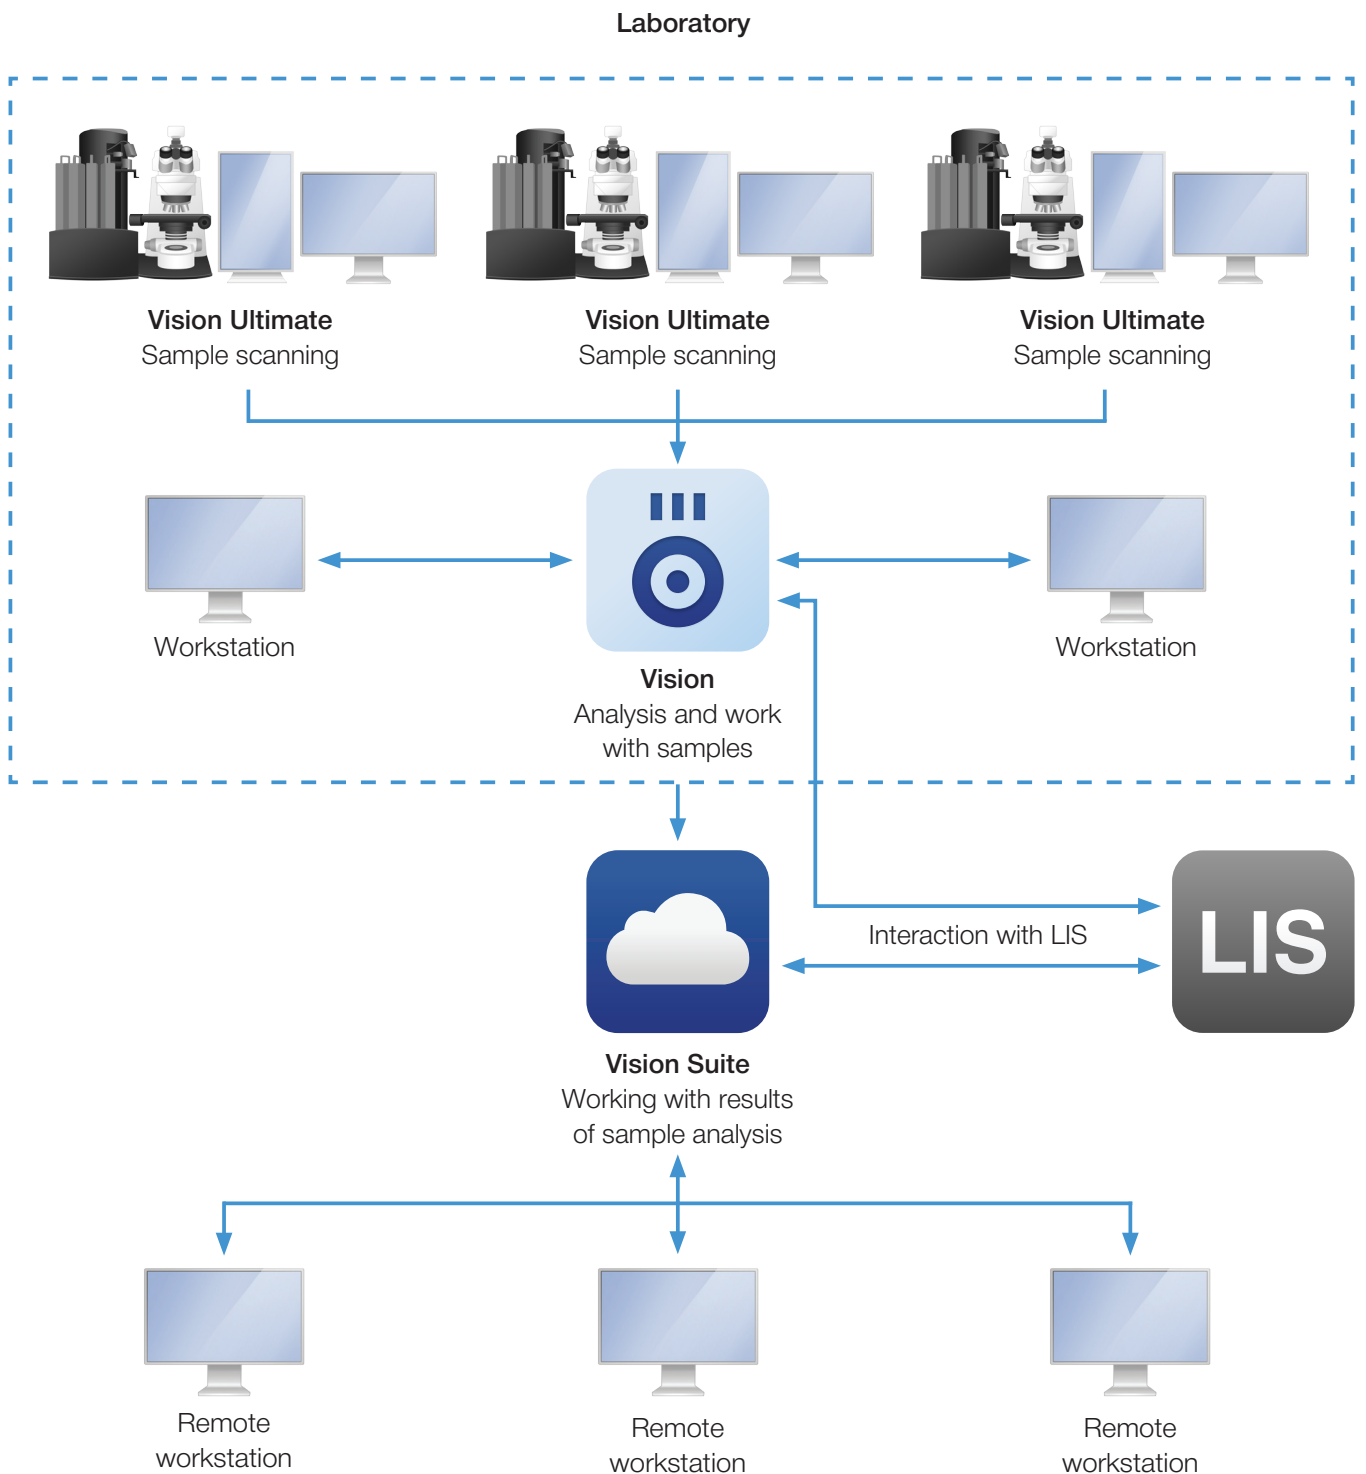 Laboratory
Vision Ultimate
Sample scanning
Vision Ultimate
Sample scanning
Vision Ultimate
Sample scanning
Workstation
Vision
Analysis and work
with samples
Workstation
Interaction with LIS
LIS
Vision Suite
Working with results
of sample analysis
Remote
workstation
Remote
workstation
Remote
workstation